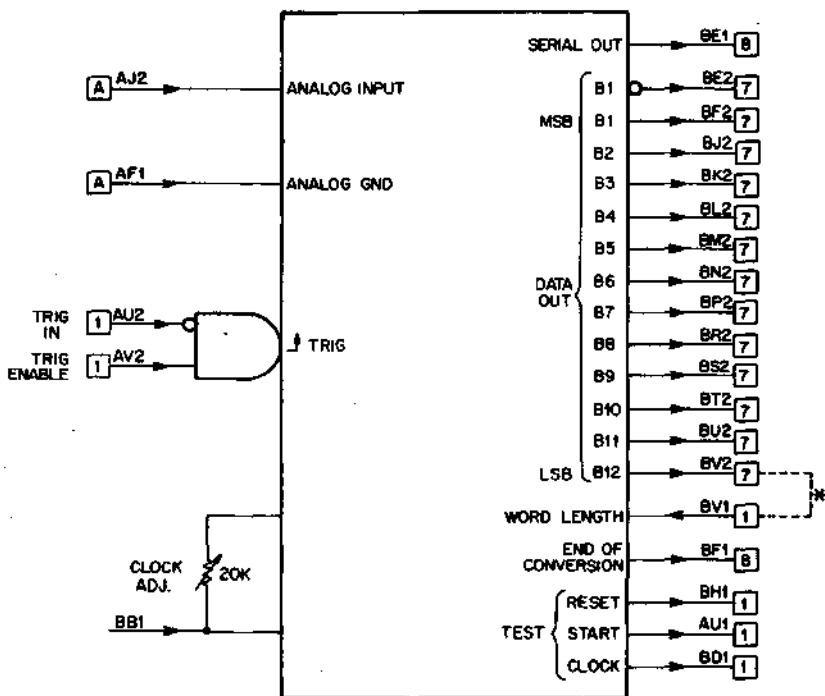 SERIAL OUT BE1 8
A AJ2 ANALOG INPUT
B1 BE2 7
MSB B1 BF2 7
B2 BJ2 7
A AF1 ANALOG GND
B3 BK2 7
B4 BL2 7
B5 BM2 7
DATA OUT
B6 BN2 7
B7 BP2 7
TRIG IN 1 AU2
TRIG
B8 BR2 7
TRIG ENABLE 1 AV2
B9 BS2 7
B10 BT2 7
B11 BU2 7
LSB B12 BV2 7
*
WORD LENGTH BV1 1
END OF CONVERSION BF1 8
CLOCK ADJ. 20K
BB1
TEST
RESET BH1 1
START AU1 1
CLOCK BD1 1